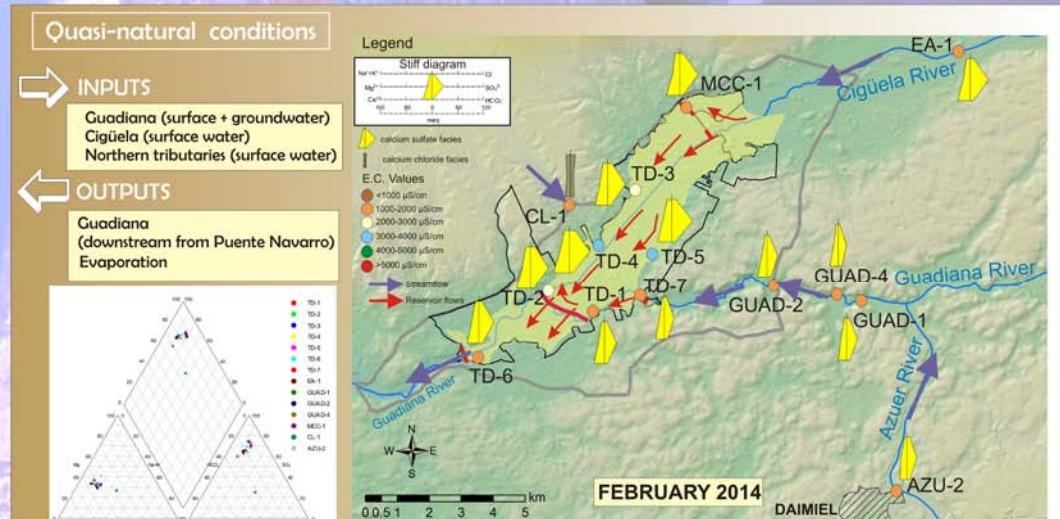 Quasi-natural conditions
INPUTS
Guadiana (surface + groundwater)
Cigüela (surface water)
Northern tributaries (surface water)
OUTPUTS
Guadiana
(downstream from Puente Navarro)
Evaporation
TD-1
TD-2
TD-3
TD-4
TD-5
TD-6
TD-7
EA-1
GUAD-1
GUAD-2
GUAD-4
MCC-1
CL-1
AZU-2
Legend
Stiff diagram
calcium sulfate facies
calcium chloride facies
E.C. Values
<1000 µS/cm
1000-2000 µS/cm
2000-3000 µS/cm
3000-4000 µS/cm
4000-5000 µS/cm
>5000 µS/cm
Streamflow
Reservoir flows
EA-1
Cigüela River
MCC-1
TD-3
CL-1
TD-4
TD-5
TD-2
TD-1
TD-7
GUAD-2
GUAD-4
GUAD-1
Guadiana River
TD-6
Guadiana River
Azuer River
AZU-2
DAIMIEL
N
W
E
S
0 0.5 1 2 3 4 5
km
FEBRUARY 2014